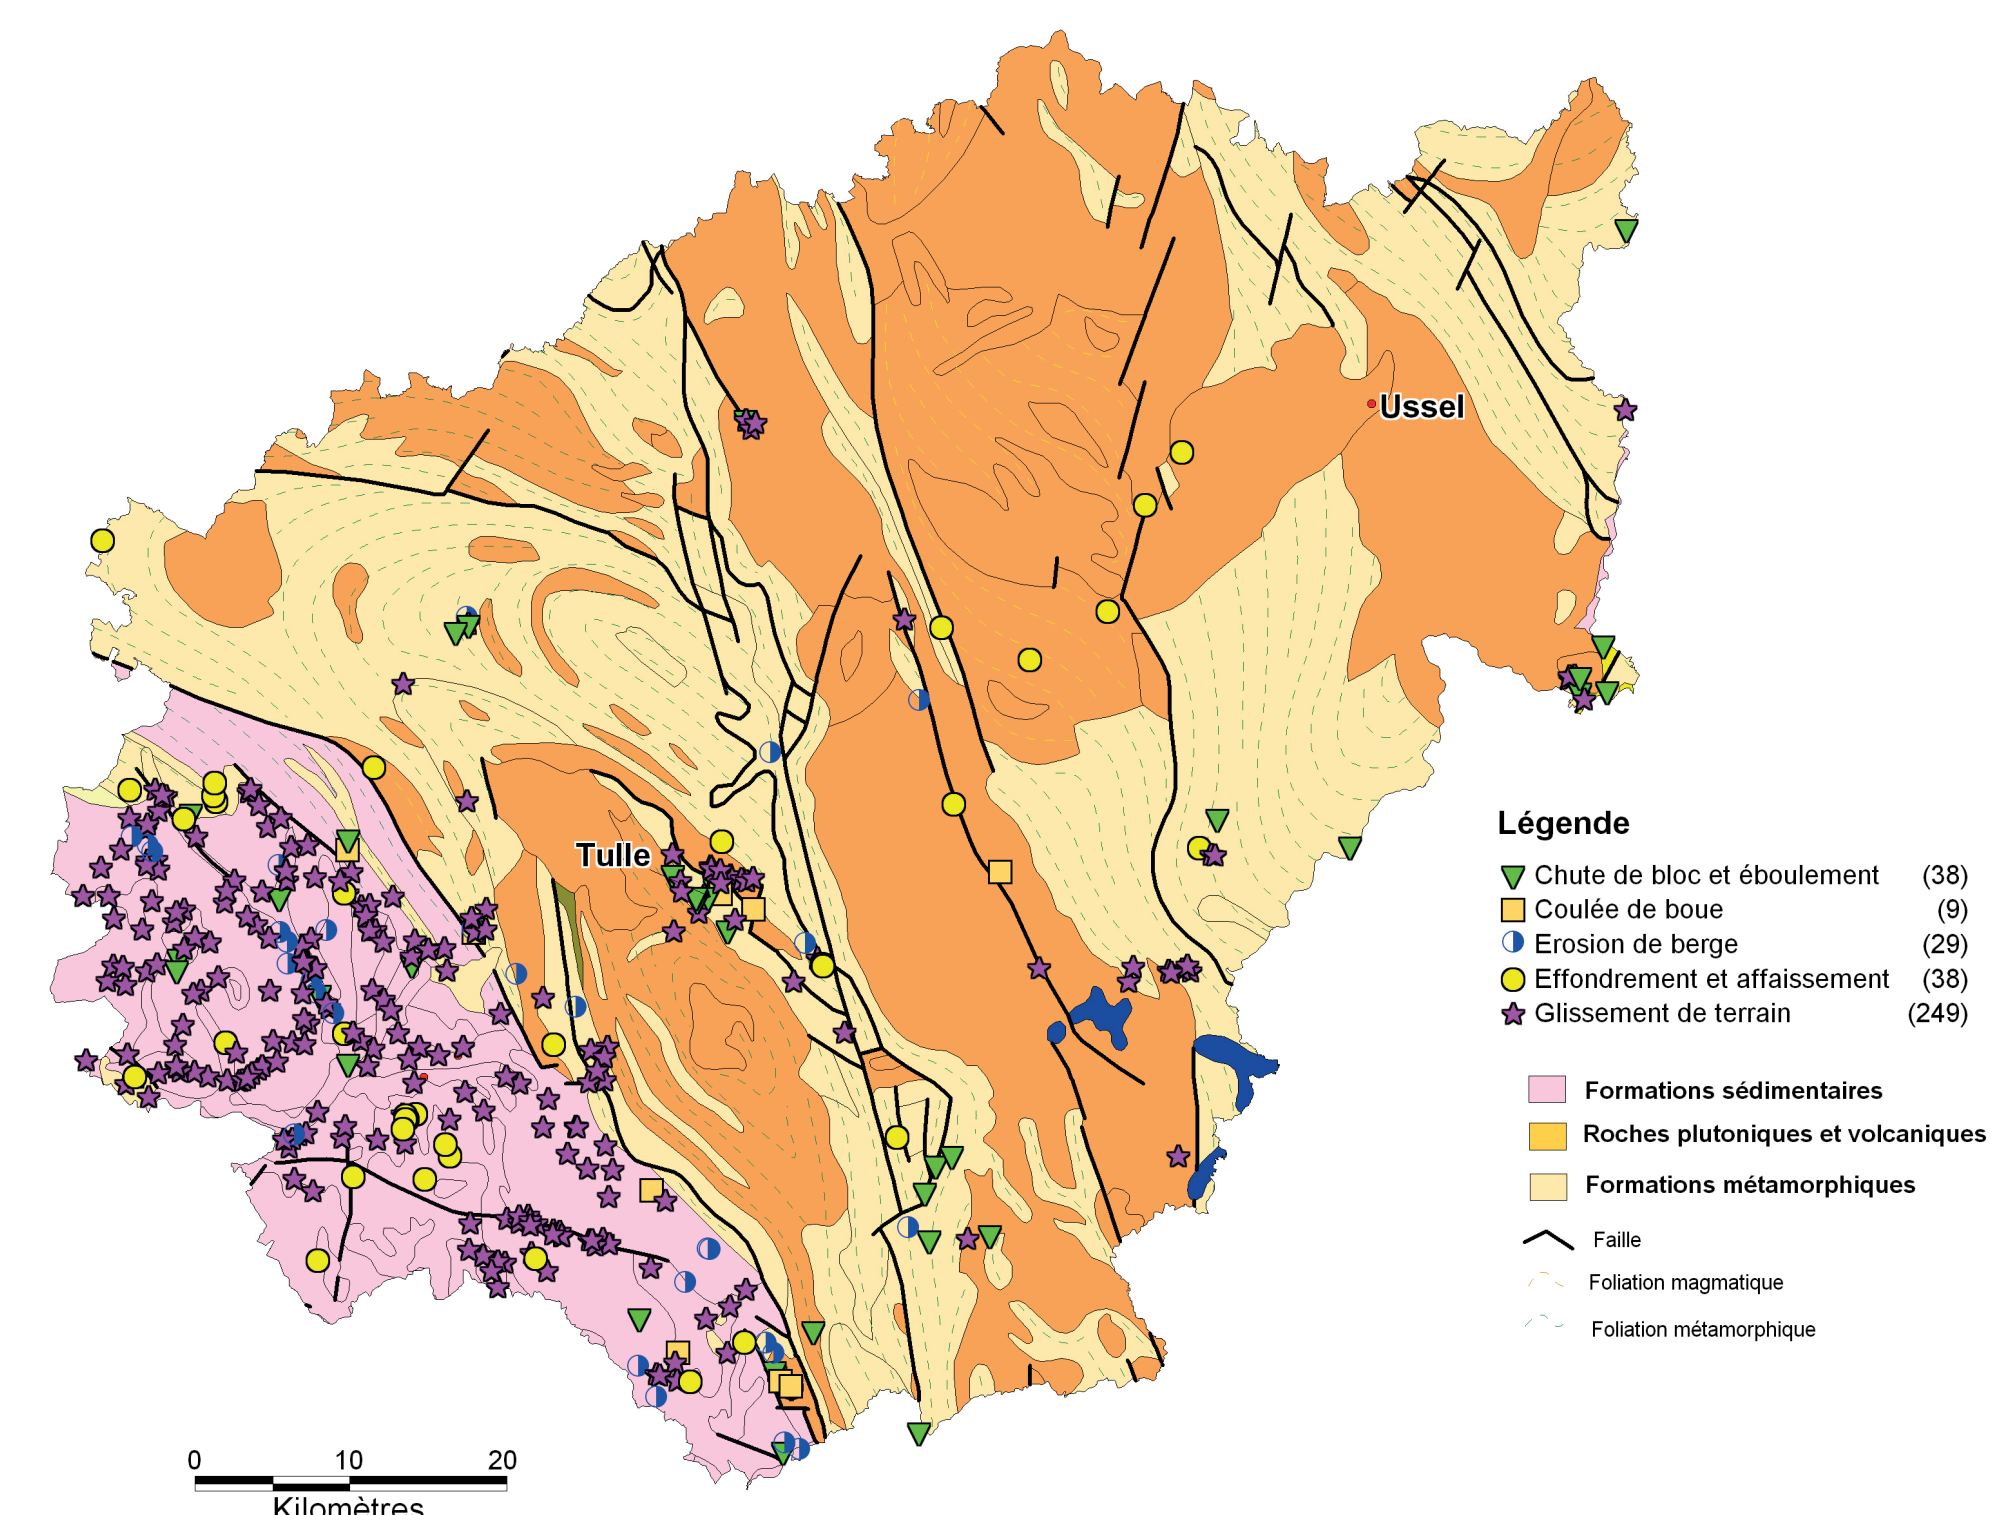 Ussel
Tulle
Légende
Chute de bloc et éboulement (38)
Coulée de boue (9)
Erosion de berge (29)
Effondrement et affaissement (38)
Glissement de terrain (249)
Formations sédimentaires
Roches plutoniques et volcaniques
Formations métamorphiques
Faille
Foliation magmatique
Foliation métamorphique
0 10 20
Kilomètres